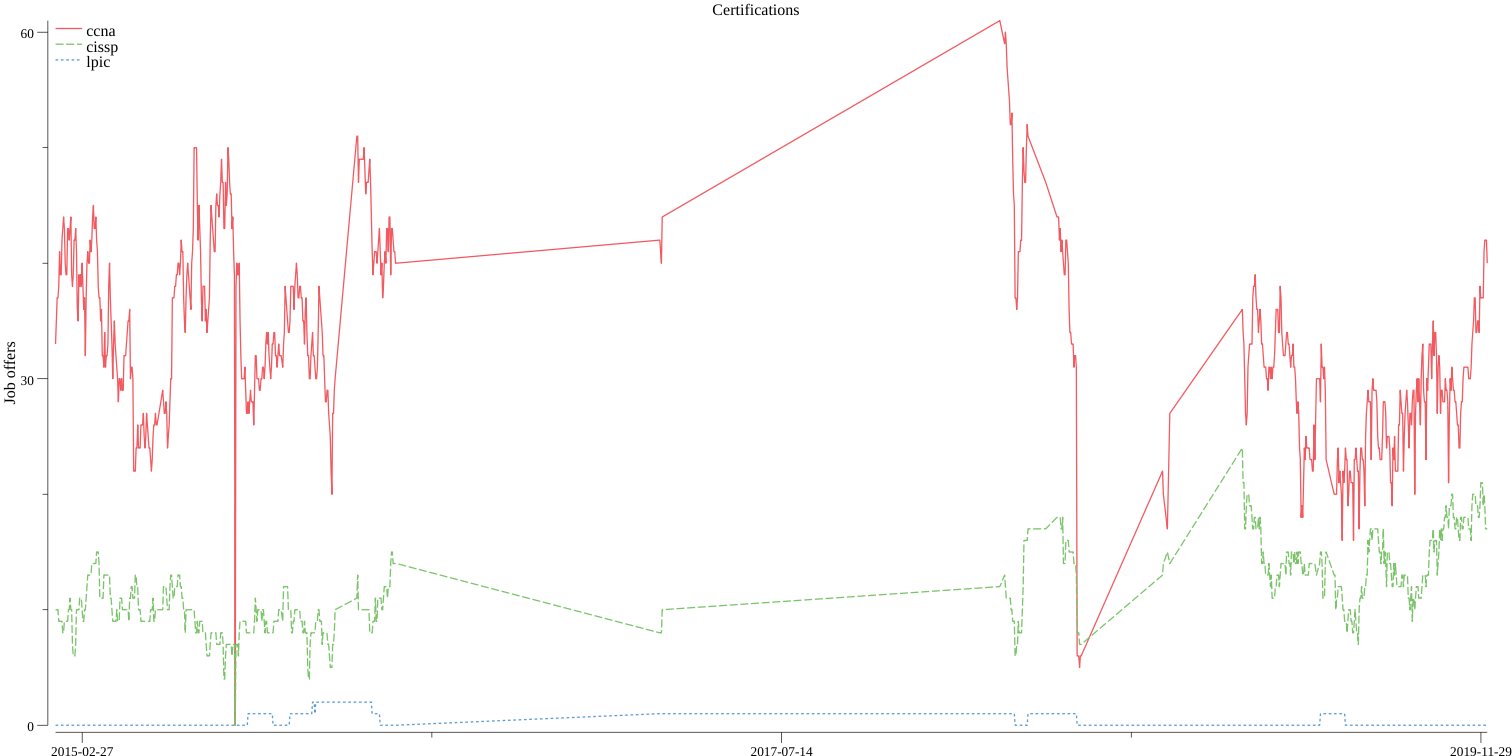 Certifications
ccna
cissp
lpic
60
30
0
Job offers
2015-02-27
2017-07-14
2019-11-29